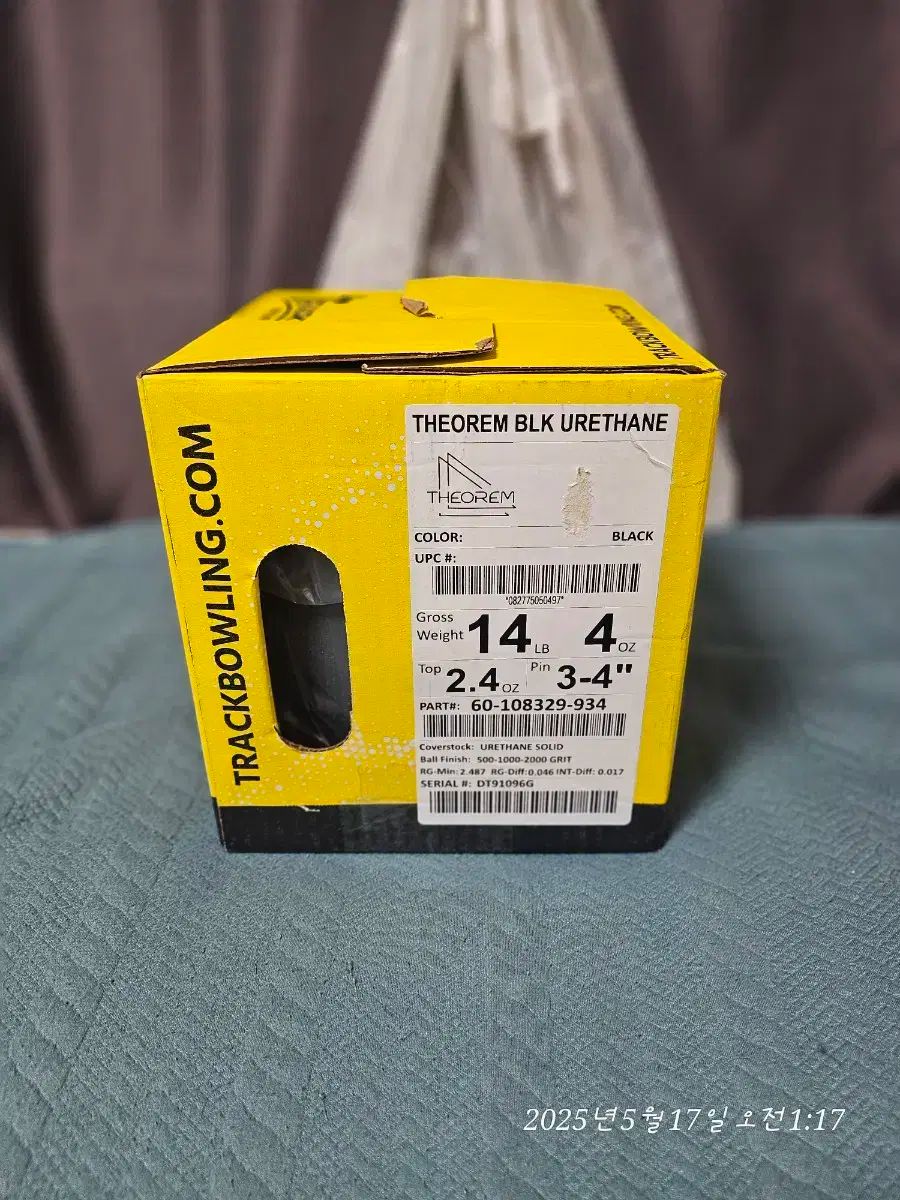 TRACKBOWLING.COM
TRACKBOWLING.COM
THEOREM BLK URETHANE
THEOREM
COLOR: BLACK
UPC #:
*082775050497*
Gross Weight 14 LB 4 OZ
Top 2.4 OZ Pin 3-4"
PART#: 60-108329-934
Coverstock: URETHANE SOLID
Ball Finish: 500-1000-2000 GRIT
RG-Min: 2.487 RG-Diff: 0.046 INT-Diff: 0.017
SERIAL #: DT91096G
2025년 5월 17일 오전 1:17